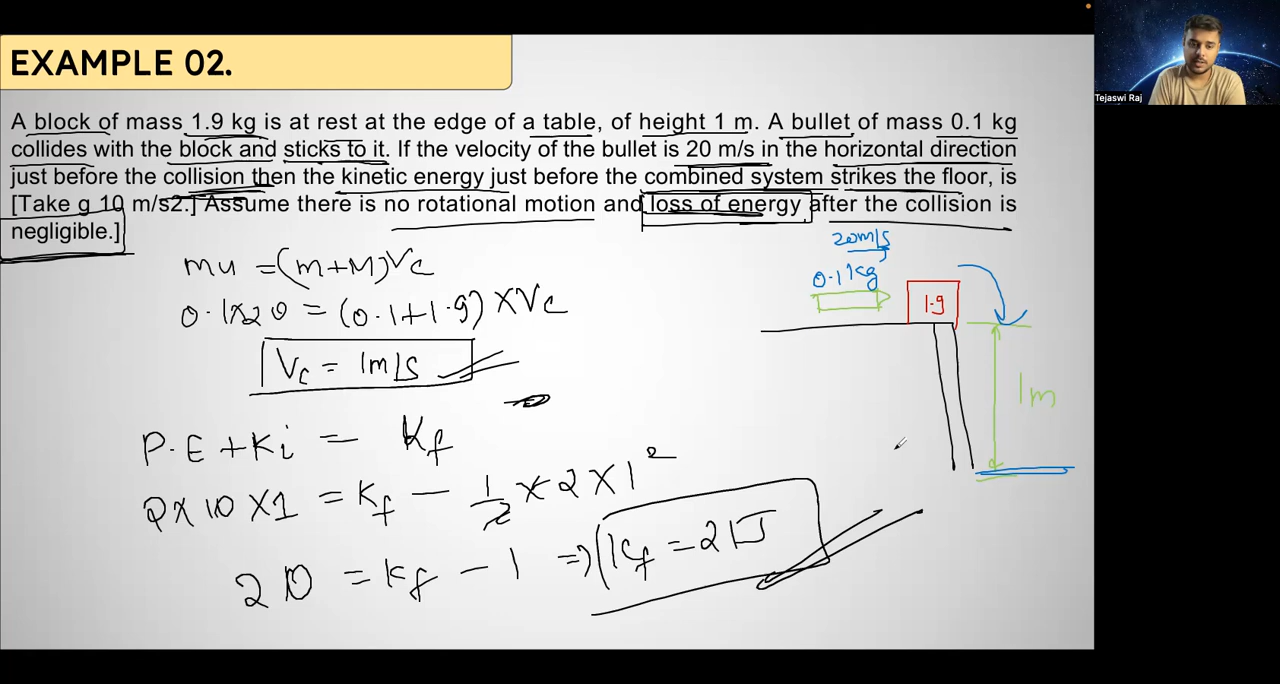 EXAMPLE 02.
Tejaswi Raj
A block of mass 1.9 kg is at rest at the edge of a table, of height 1 m. A bullet of mass 0.1 kg
collides with the block and sticks to it. If the velocity of the bullet is 20 m/s in the horizontal direction
just before the collision then the kinetic energy just before the combined system strikes the floor, is
[Take g 10 m/s2.] Assume there is no rotational motion and loss of energy after the collision is
negligible.]
mu = (m+M)Vc
0.1x20 = (0.1+1.9) XVc
Vc = 1m/s
P.E + Ki = Kf
2x 10 X1 = Kf - 1/2 x 2 X 1²
20 = Kf - 1 => Kf = 21J
20m/s
0.1kg
1.9
1m